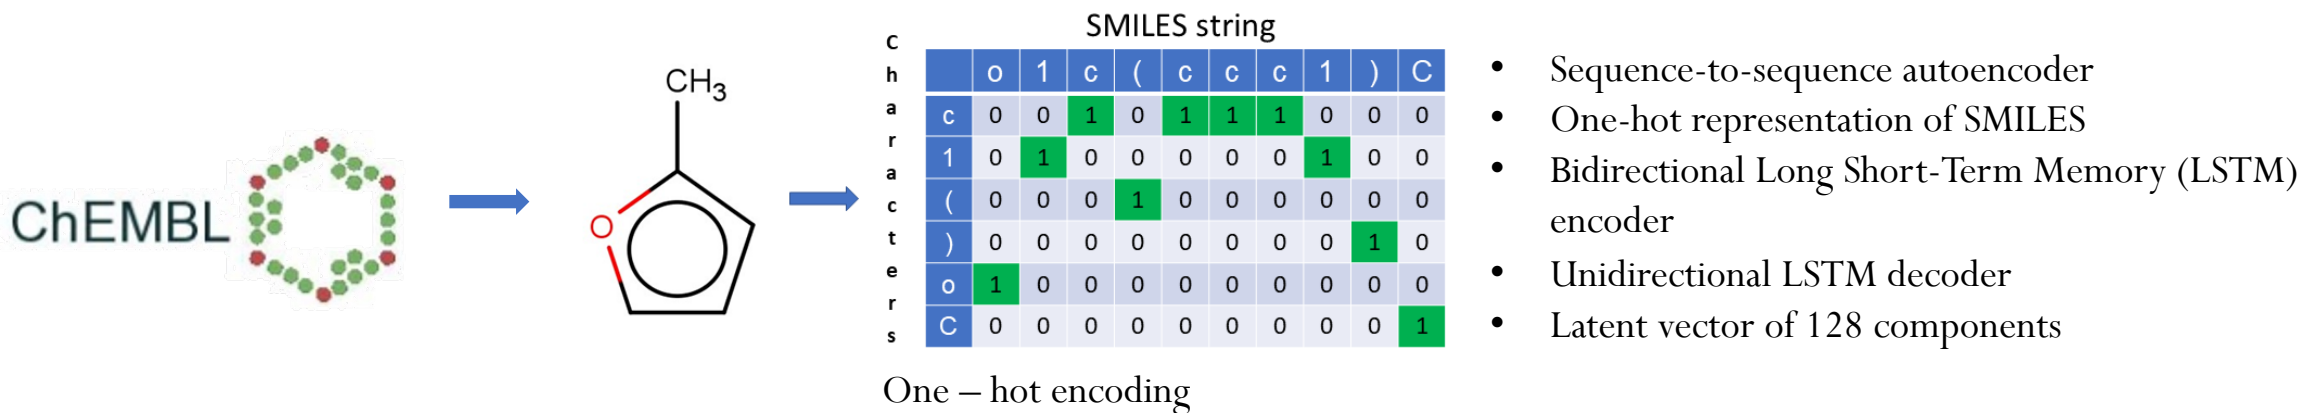 ChEMBL
CH3
O
SMILES string
Characters
o 1 c ( c c c 1 ) C
c 0 0 1 0 1 1 1 0 0 0
1 0 1 0 0 0 0 0 1 0 0
( 0 0 0 1 0 0 0 0 0 0
) 0 0 0 0 0 0 0 0 1 0
o 1 0 0 0 0 0 0 0 0 0
C 0 0 0 0 0 0 0 0 0 1
One – hot encoding
• Sequence-to-sequence autoencoder
• One-hot representation of SMILES
• Bidirectional Long Short-Term Memory (LSTM)
encoder
• Unidirectional LSTM decoder
• Latent vector of 128 components